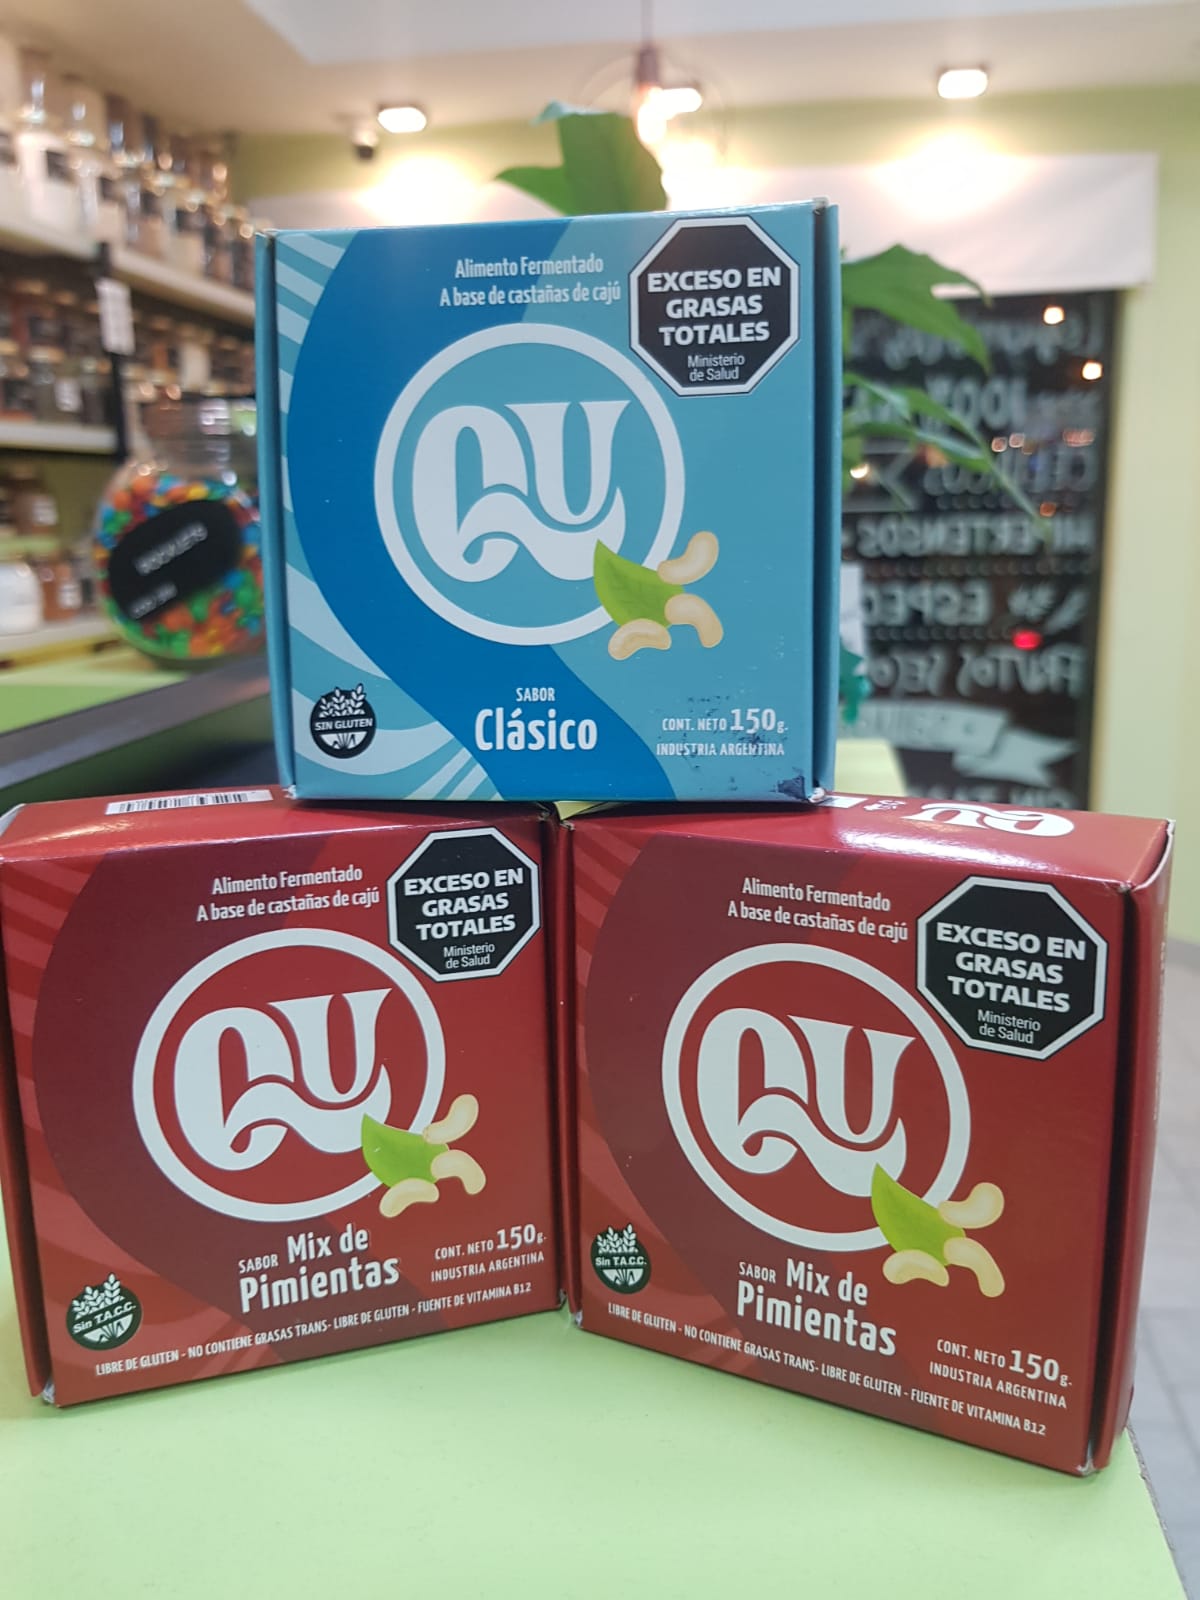 Alimento Fermentado
A base de castañas de cajú
EXCESO EN
GRASAS
TOTALES
Ministerio
de Salud
QU
SIN GLUTEN
SABOR
Clásico
CONT. NETO 150g.
INDUSTRIA ARGENTINA
Alimento Fermentado
A base de castañas de cajú
EXCESO EN
GRASAS
TOTALES
Ministerio
de Salud
QU
Sin T.A.C.C.
SABOR Mix de
Pimientas
CONT. NETO 150g.
INDUSTRIA ARGENTINA
LIBRE DE GLUTEN - NO CONTIENE GRASAS TRANS- LIBRE DE GLUTEN - FUENTE DE VITAMINA B12
QU
Alimento Fermentado
A base de castañas de cajú
EXCESO EN
GRASAS
TOTALES
Ministerio
de Salud
QU
Sin T.A.C.C.
SABOR Mix de
Pimientas
CONT. NETO 150g.
INDUSTRIA ARGENTINA
LIBRE DE GLUTEN - NO CONTIENE GRASAS TRANS- LIBRE DE GLUTEN - FUENTE DE VITAMINA B12
HIPERTENSOS